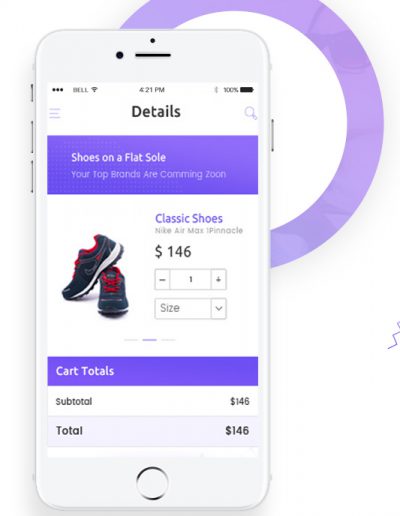 BELL 4:21 PM 100%
Details
Shoes on a Flat Sole
Your Top Brands Are Comming Zoon
Classic Shoes
Nike Air Max 1Pinnacle
$ 146
− 1 +
Size
Cart Totals
Subtotal $146
Total $146